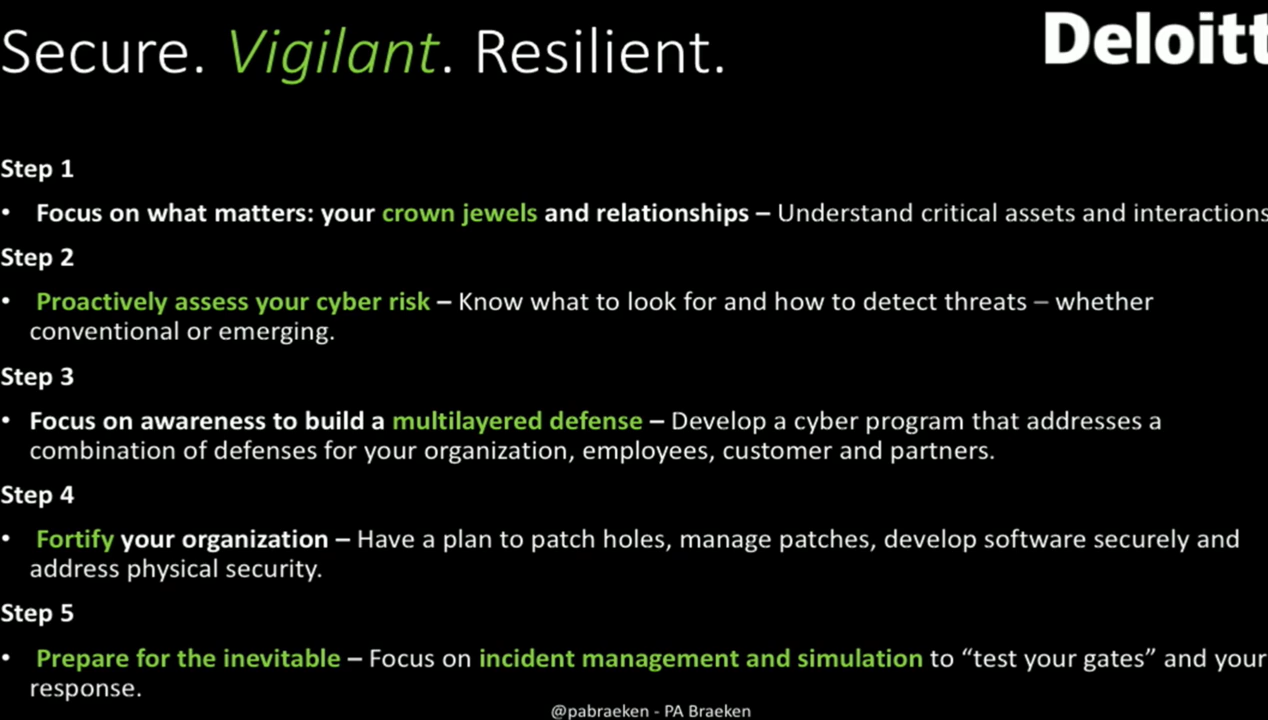 Secure. Vigilant. Resilient.
Deloitt
Step 1
• Focus on what matters: your crown jewels and relationships – Understand critical assets and interactions
Step 2
• Proactively assess your cyber risk – Know what to look for and how to detect threats – whether
conventional or emerging.
Step 3
• Focus on awareness to build a multilayered defense – Develop a cyber program that addresses a
combination of defenses for your organization, employees, customer and partners.
Step 4
• Fortify your organization – Have a plan to patch holes, manage patches, develop software securely and
address physical security.
Step 5
• Prepare for the inevitable – Focus on incident management and simulation to “test your gates” and your
response.
@pabraeken - PA Braeken